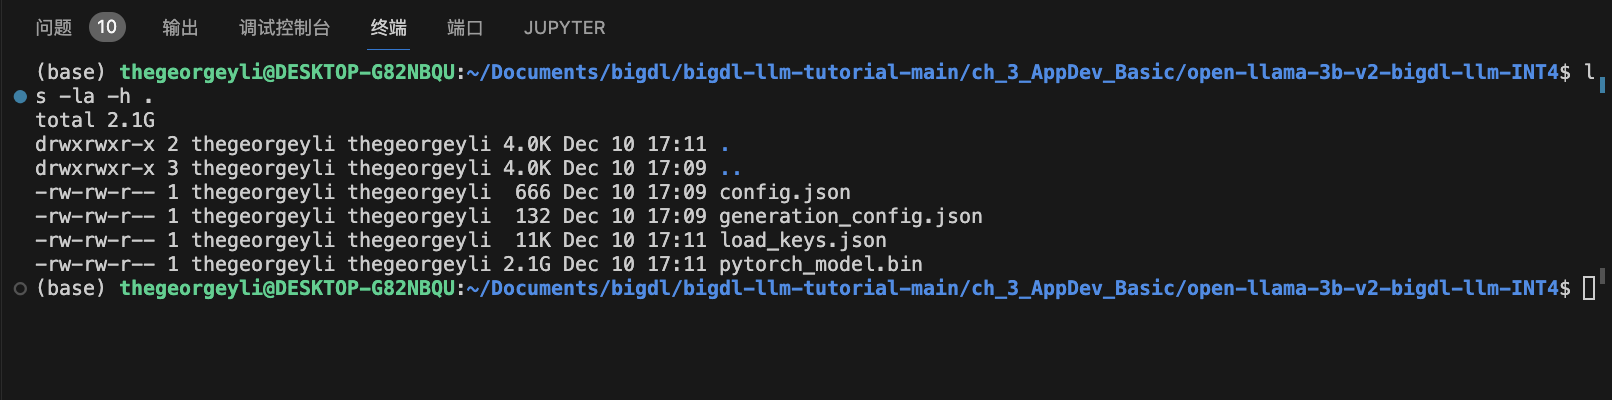 问题 10 输出 调试控制台 终端 端口 JUPYTER
(base) thegeorgeyli@DESKTOP-G82NBQU:~/Documents/bigdl/bigdl-llm-tutorial-main/ch_3_AppDev_Basic/open-llama-3b-v2-bigdl-llm-INT4$ l
s -la -h .
total 2.1G
drwxrwxr-x 2 thegeorgeyli thegeorgeyli 4.0K Dec 10 17:11 .
drwxrwxr-x 3 thegeorgeyli thegeorgeyli 4.0K Dec 10 17:09 ..
-rw-rw-r-- 1 thegeorgeyli thegeorgeyli  666 Dec 10 17:09 config.json
-rw-rw-r-- 1 thegeorgeyli thegeorgeyli  132 Dec 10 17:09 generation_config.json
-rw-rw-r-- 1 thegeorgeyli thegeorgeyli  11K Dec 10 17:11 load_keys.json
-rw-rw-r-- 1 thegeorgeyli thegeorgeyli 2.1G Dec 10 17:11 pytorch_model.bin
(base) thegeorgeyli@DESKTOP-G82NBQU:~/Documents/bigdl/bigdl-llm-tutorial-main/ch_3_AppDev_Basic/open-llama-3b-v2-bigdl-llm-INT4$